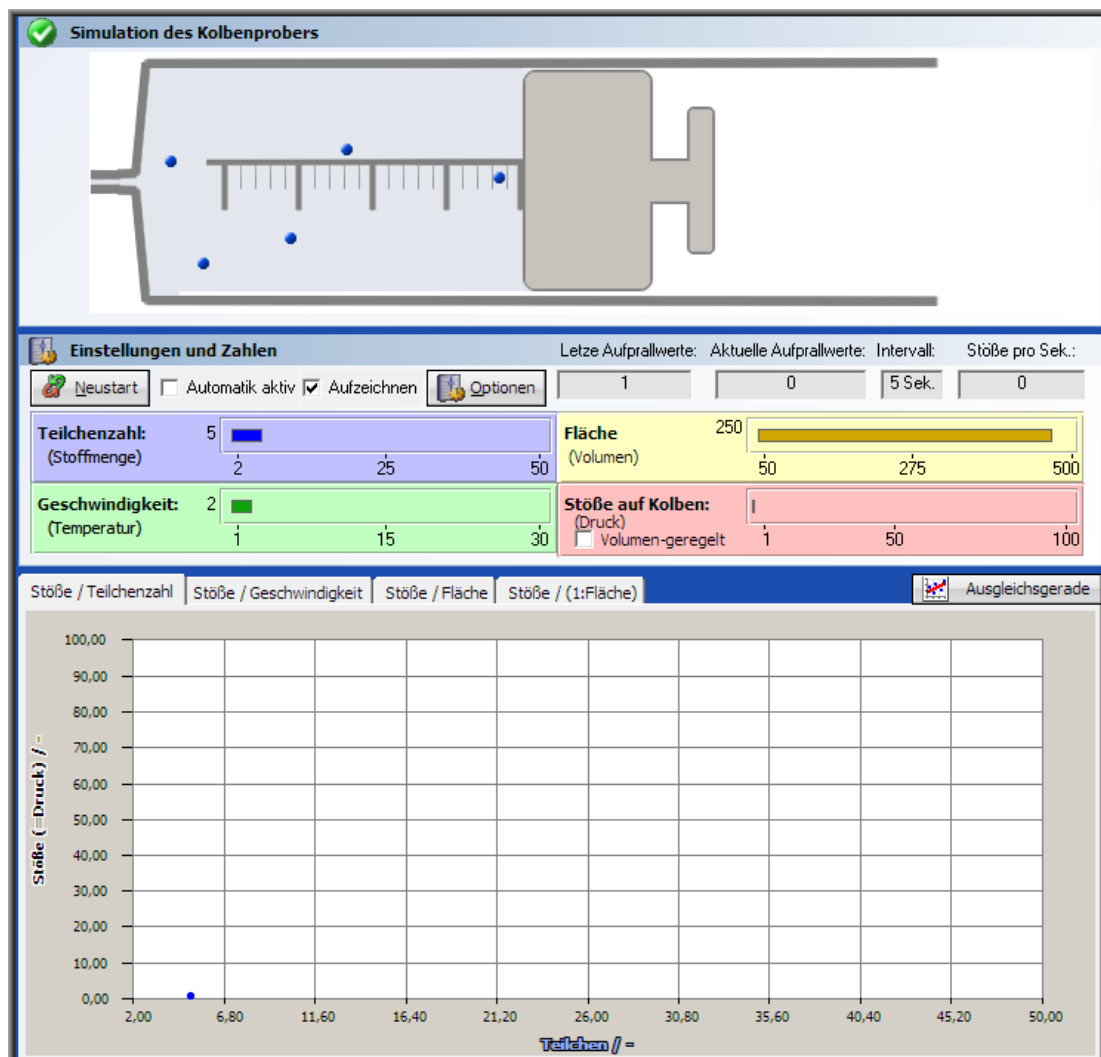 Simulation des Kolbenprobers
Einstellungen und Zahlen
Letze Aufprallwerte: Aktuelle Aufprallwerte: Intervall: Stöße pro Sek.:
Neustart Automatik aktiv Aufzeichnen Optionen 1 0 5 Sek. 0
Teilchenzahl: 5
(Stoffmenge)
2 25 50
Fläche 250
(Volumen)
50 275 500
Geschwindigkeit: 2
(Temperatur)
1 15 30
Stöße auf Kolben:
(Druck)
Volumen-geregelt 1 50 100
Stöße / Teilchenzahl Stöße / Geschwindigkeit Stöße / Fläche Stöße / (1:Fläche) Ausgleichsgerade
Stöße (=Druck) / -
100,00
90,00
80,00
70,00
60,00
50,00
40,00
30,00
20,00
10,00
0,00
2,00 6,80 11,60 16,40 21,20 26,00 30,80 35,60 40,40 45,20 50,00
Teilchen / -